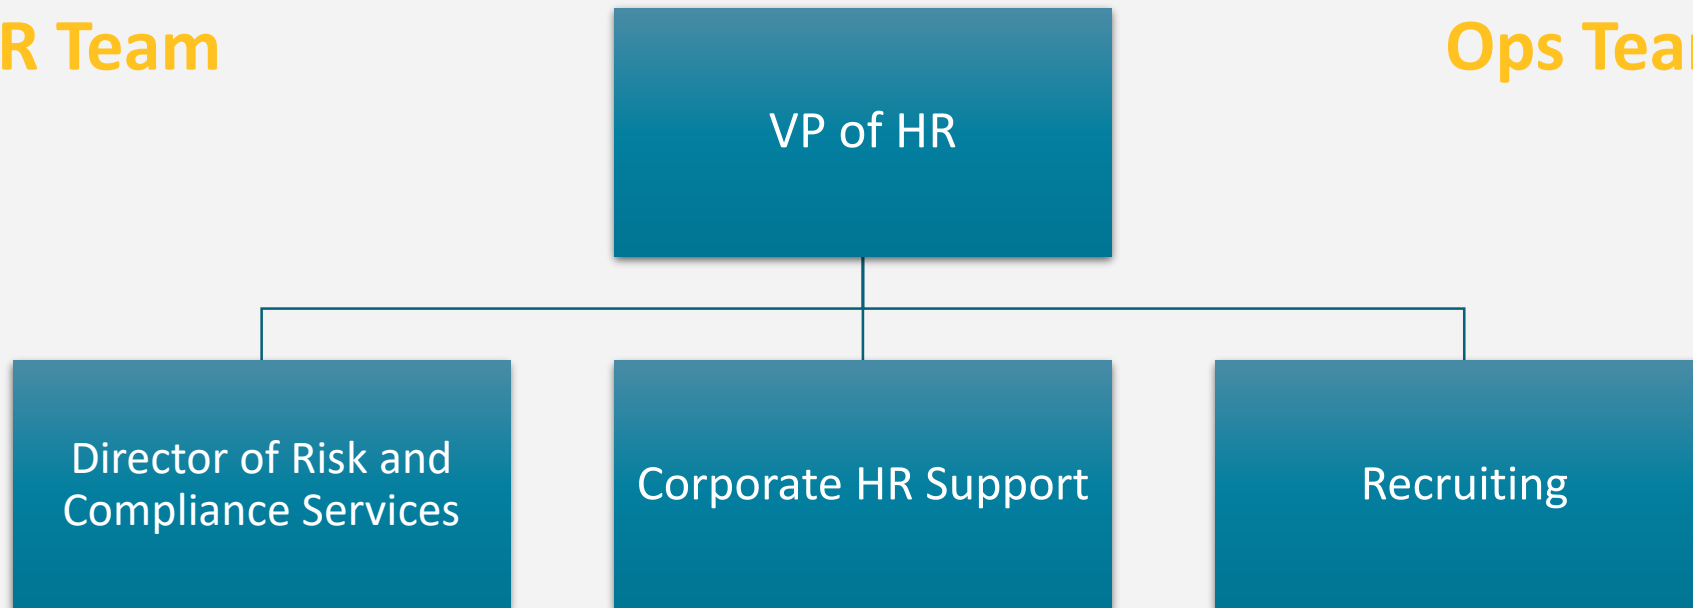 R Team
Ops Tea
VP of HR
Director of Risk and
Compliance Services
Corporate HR Support
Recruiting